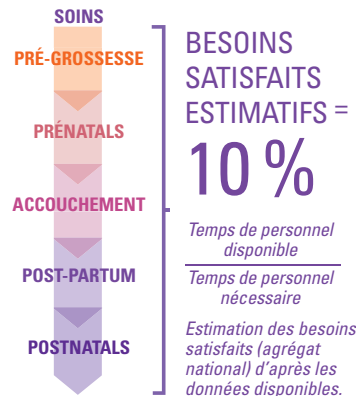 SOINS
PRÉ-GROSSESSE
PRÉNATALS
ACCOUCHEMENT
POST-PARTUM
POSTNATALS
BESOINS
SATISFAITS
ESTIMATIFS =
10 %
Temps de personnel
disponible
Temps de personnel
nécessaire
Estimation des besoins
satisfaits (agrégat
national) d’après les
données disponibles.